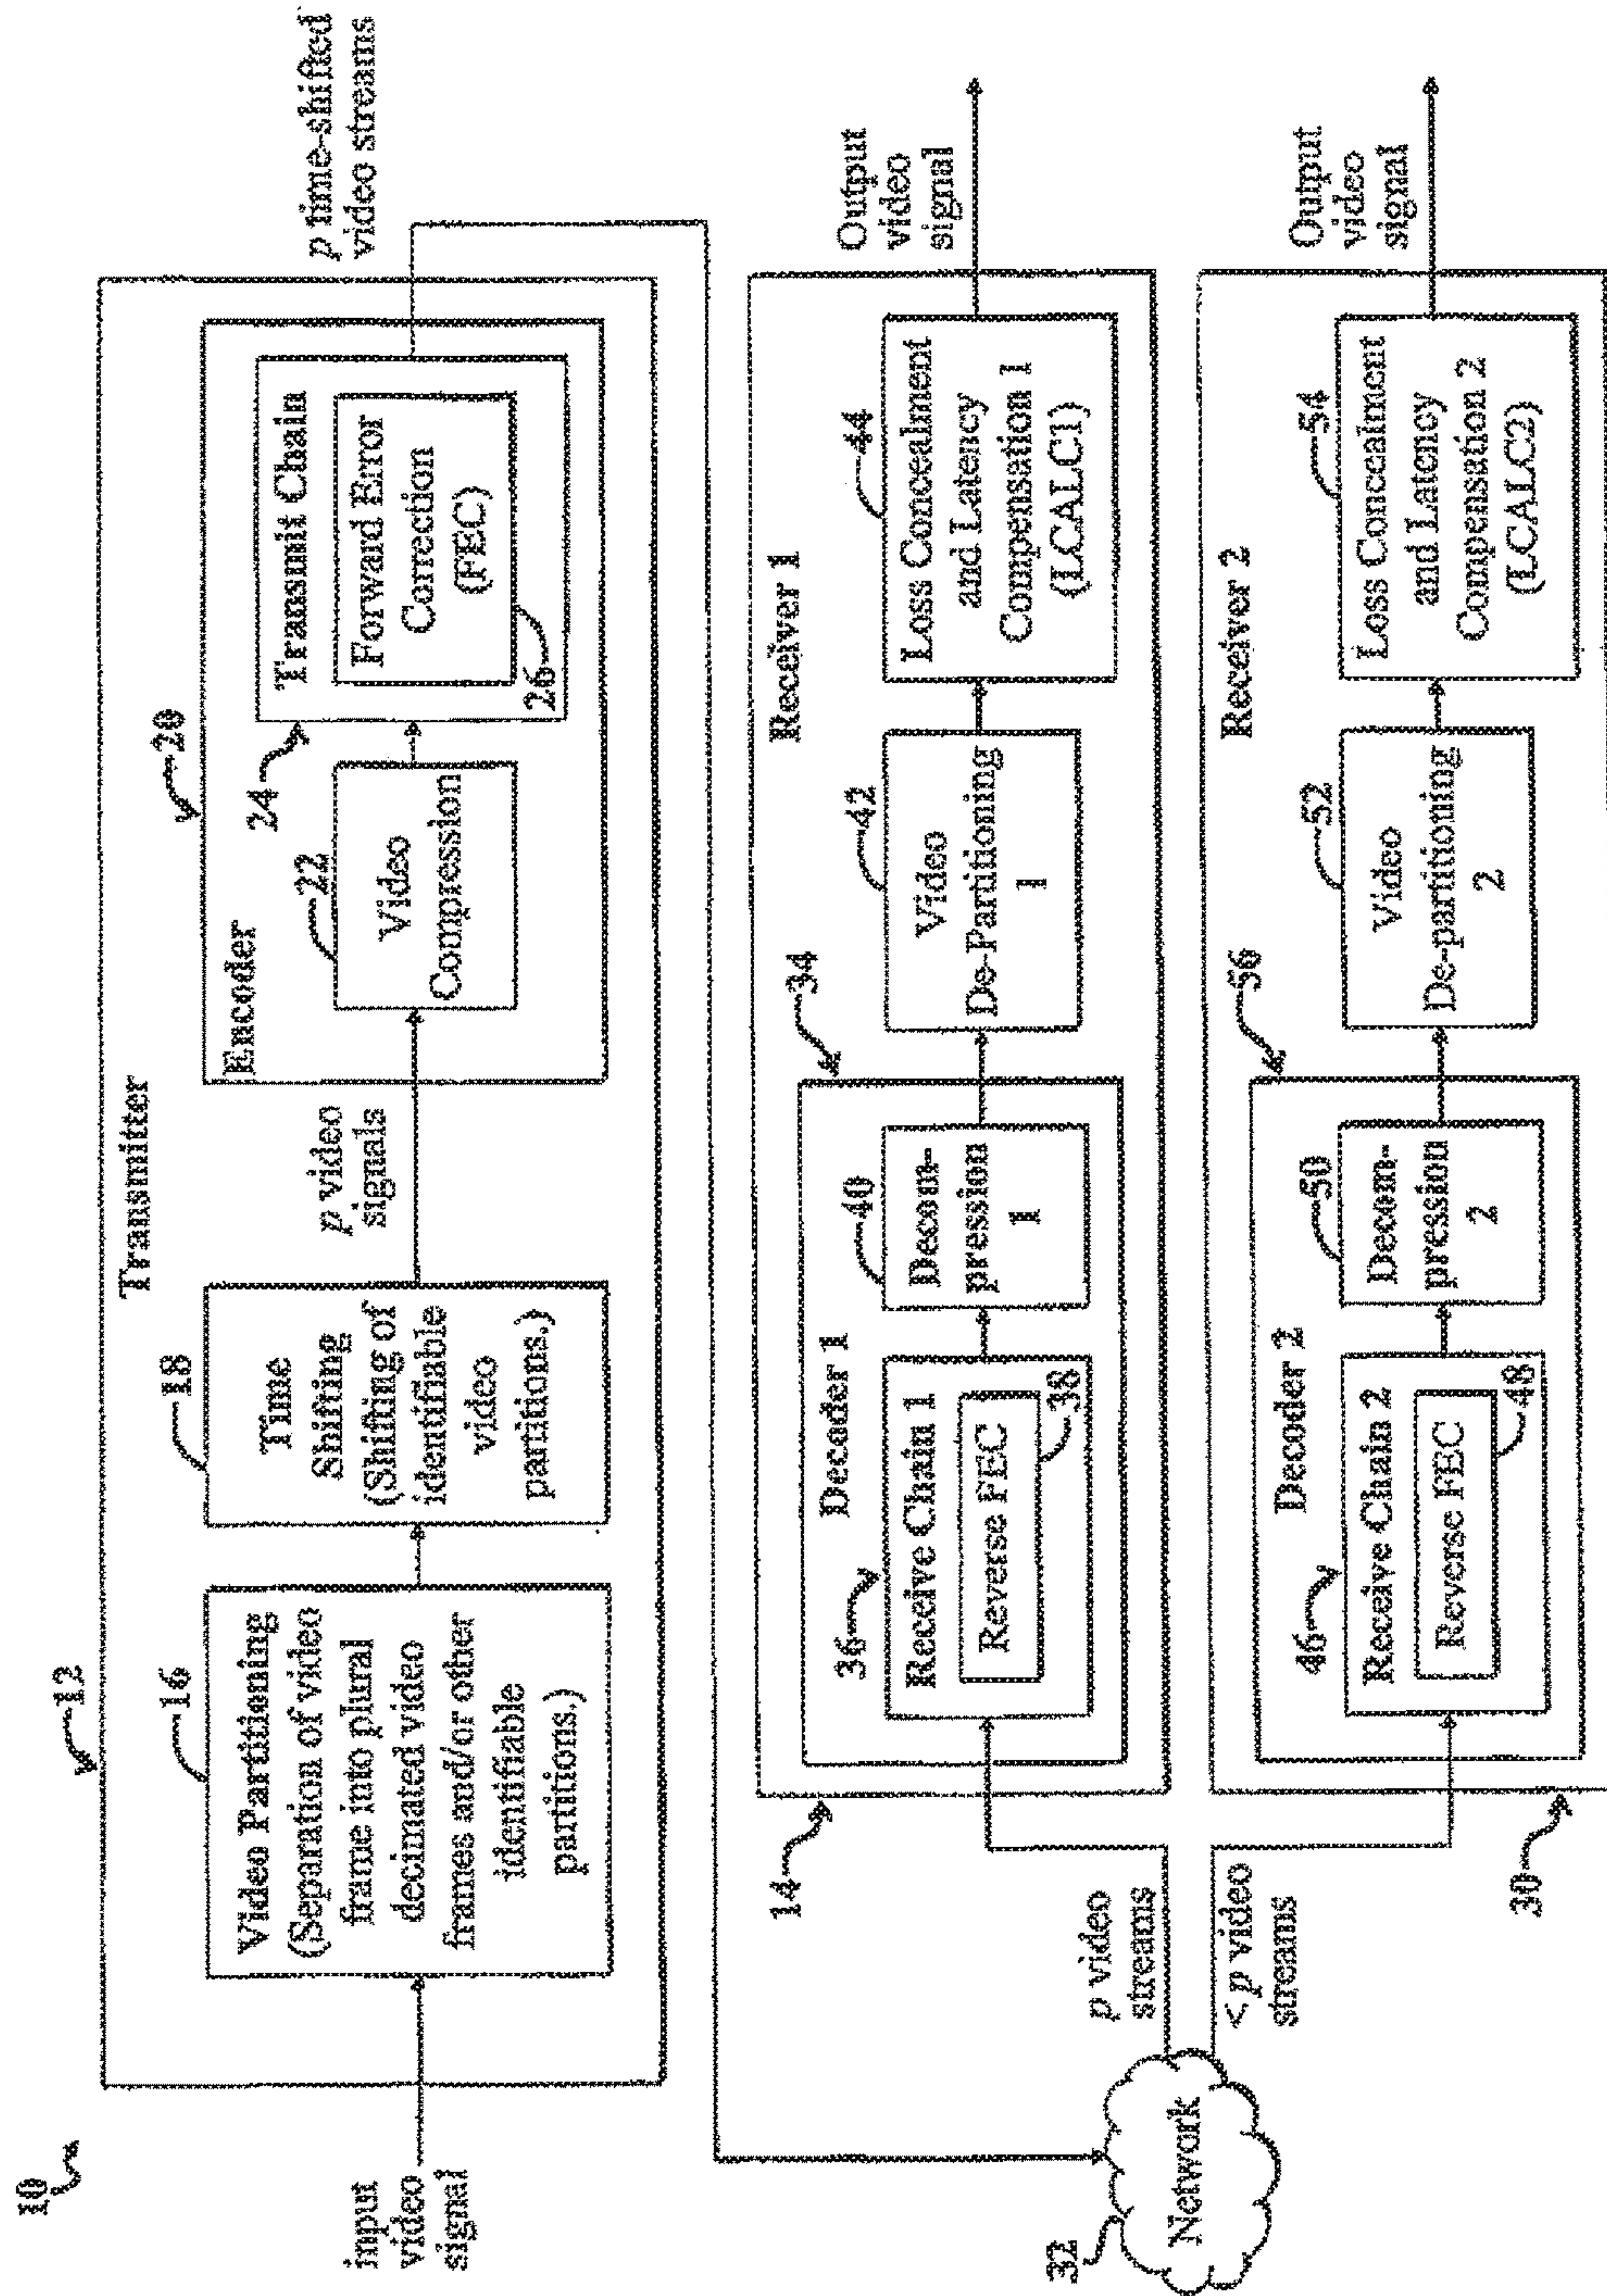 10
12
Transmitter
input
video
signal
16
Video Partitioning
(Separation of video
frame into plural
decimated video
frames and/or other
identifiable
partitions.)
18
Time
Shifting
(Shifting of
identifiable
video
partitions.)
p video
signals
20
Encoder
22
Video
Compression
24
Transmit Chain
Forward Error
Correction
(FEC)
26
p time-shifted
video streams
32
Network
p video
streams
< p video
streams
14
Receiver 1
34
Decoder 1
36
Receive Chain 1
Reverse FEC
38
40
Decom-
pression
1
42
Video
De-Partitioning
1
44
Loss Concealment
and Latency
Compensation 1
(LCALC1)
Output
video
signal
30
Receiver 2
56
Decoder 2
46
Receive Chain 2
Reverse FEC
48
50
Decom-
pression
2
52
Video
De-partitioning
2
54
Loss Concealment
and Latency
Compensation 2
(LCALC2)
Output
video
signal